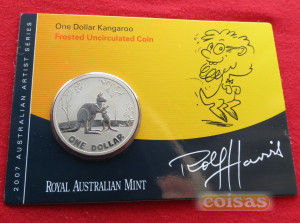 One Dollar Kangaroo
Frosted Uncirculated Coin
2007 AUSTRALIAN ARTIST SERIES
ONE DOLLAR
Rolf Harris
ROYAL AUSTRALIAN MINT
coisas